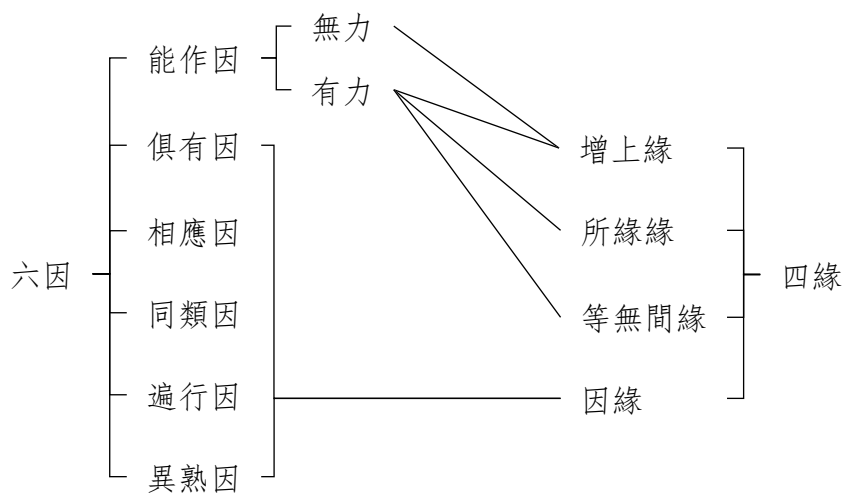 六因
能作因
無力
有力
俱有因
相應因
同類因
遍行因
異熟因
增上緣
所緣緣
等無間緣
因緣
四緣